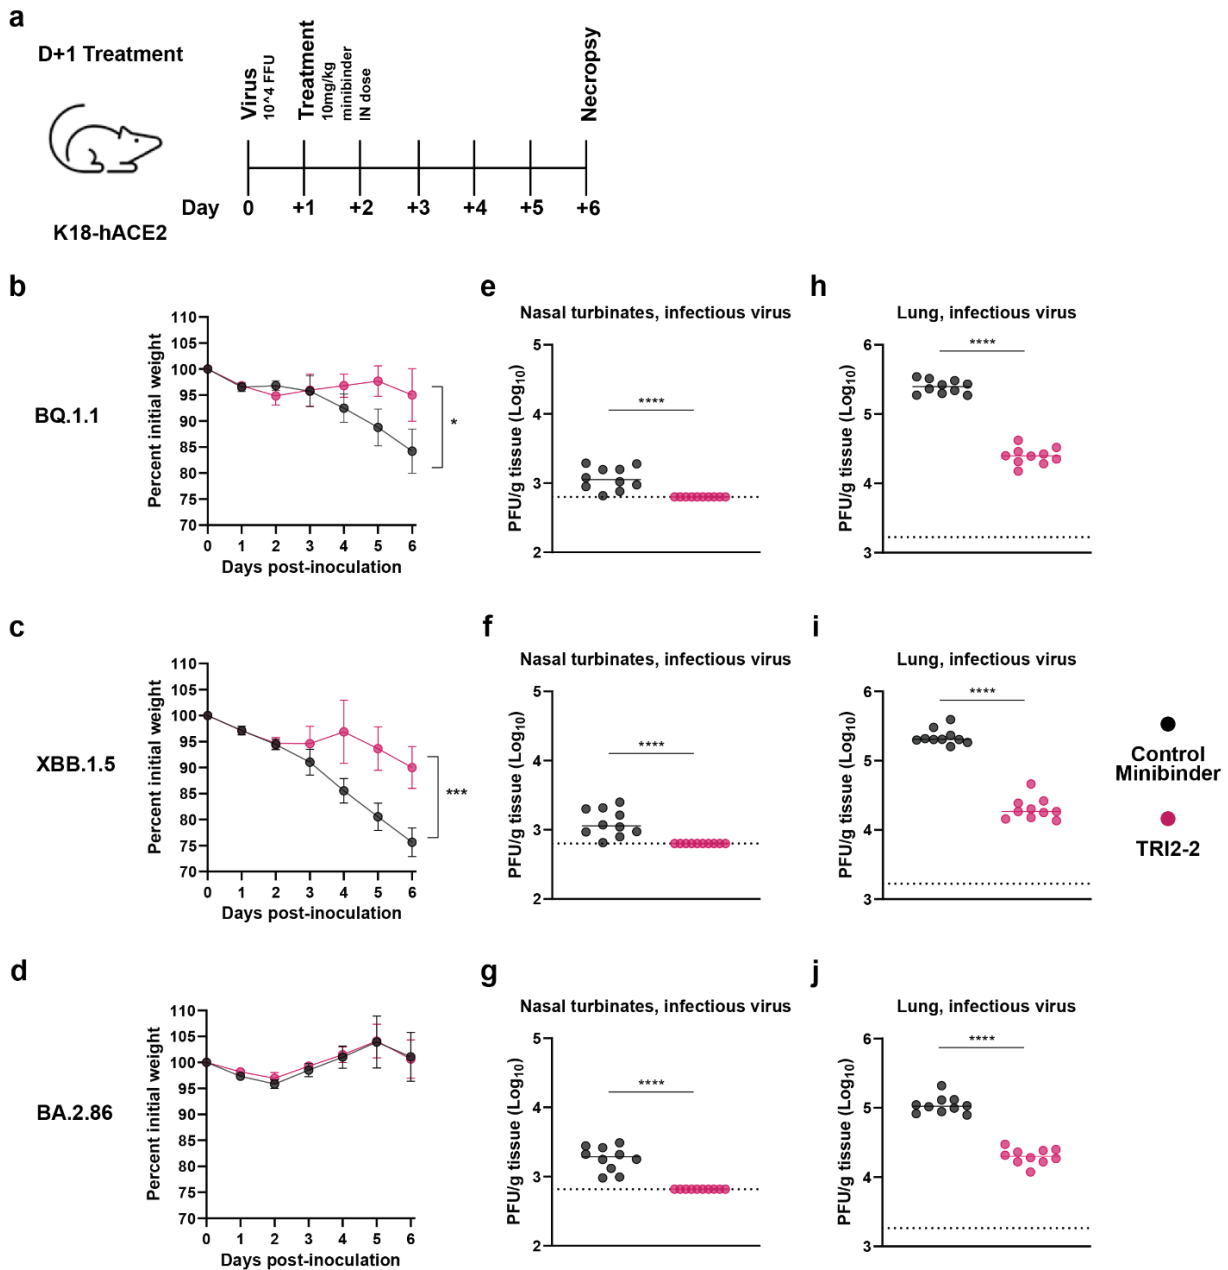 a
D+1 Treatment
K18-hACE2
Virus
10^4 FFU
Treatment
10mg/kg
minibinder
IN dose
Necropsy
Day 0 +1 +2 +3 +4 +5 +6
b
BQ.1.1
Percent initial weight
110
105
100
95
90
85
80
75
70
*
0 1 2 3 4 5 6
Days post-inoculation
e
Nasal turbinates, infectious virus
PFU/g tissue (Log10)
5
4
3
2
****
h
Lung, infectious virus
PFU/g tissue (Log10)
6
5
4
3
****
c
XBB.1.5
Percent initial weight
110
105
100
95
90
85
80
75
70
***
0 1 2 3 4 5 6
Days post-inoculation
f
Nasal turbinates, infectious virus
PFU/g tissue (Log10)
5
4
3
2
****
i
Lung, infectious virus
PFU/g tissue (Log10)
6
5
4
3
****
Control
Minibinder
TRI2-2
d
BA.2.86
Percent initial weight
110
105
100
95
90
85
80
75
70
0 1 2 3 4 5 6
Days post-inoculation
g
Nasal turbinates, infectious virus
PFU/g tissue (Log10)
5
4
3
2
****
j
Lung, infectious virus
PFU/g tissue (Log10)
6
5
4
3
****